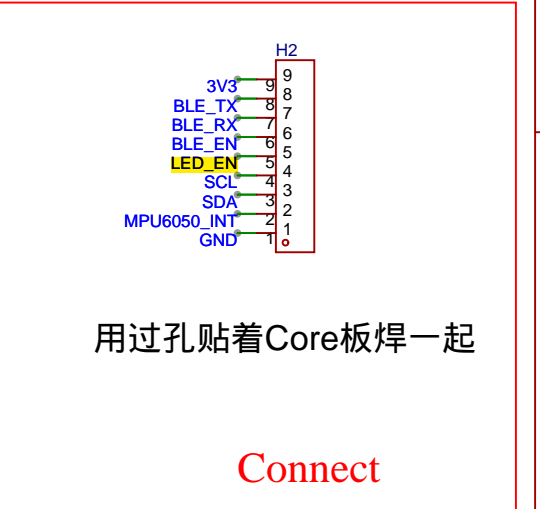 H2
3V3 9 9
BLE_TX 8 8
BLE_RX 7 7
BLE_EN 6 6
LED_EN 5 5
SCL 4 4
SDA 3 3
MPU6050_INT 2 2
GND 1 1
用过孔贴着Core板焊一起
Connect